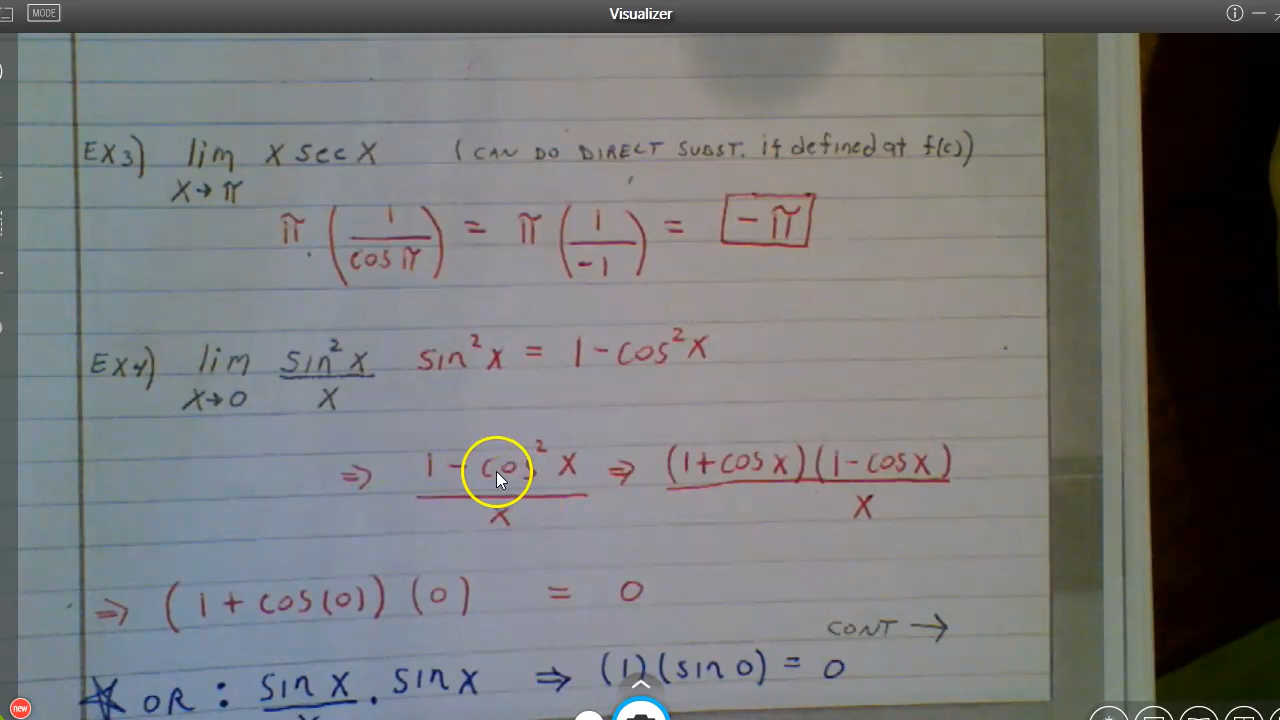 MODE
Visualizer
EX3) lim x→π x sec x (CAN DO DIRECT SUBST. if defined at f(c))
π (1/cos π) = π (1/-1) = -π
EX4) lim x→0 sin²x/x sin²x = 1 - cos²x
⇒ 1 - cos²x/x ⇒ (1+cos x)(1-cos x)/x
⇒ (1 + cos(0)) (0) = 0
CONT →
OR : sin x/x . sin x ⇒ (1)(sin 0) = 0
new